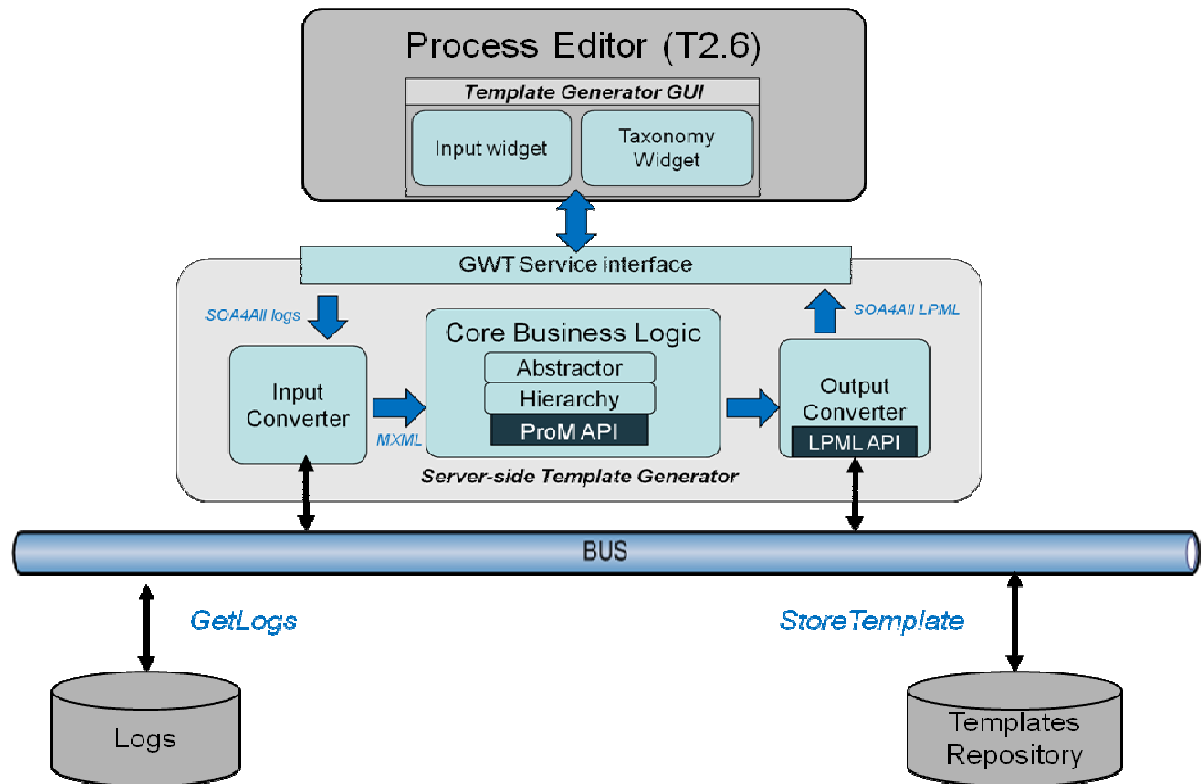 Process Editor (T2.6)
Template Generator GUI
Input widget
Taxonomy
Widget
GWT Service interface
SOA4All logs
SOA4All LPML
Core Business Logic
Abstractor
Hierarchy
ProM API
Input
Converter
MXML
Output
Converter
LPML API
Server-side Template Generator
BUS
GetLogs
StoreTemplate
Logs
Templates
Repository